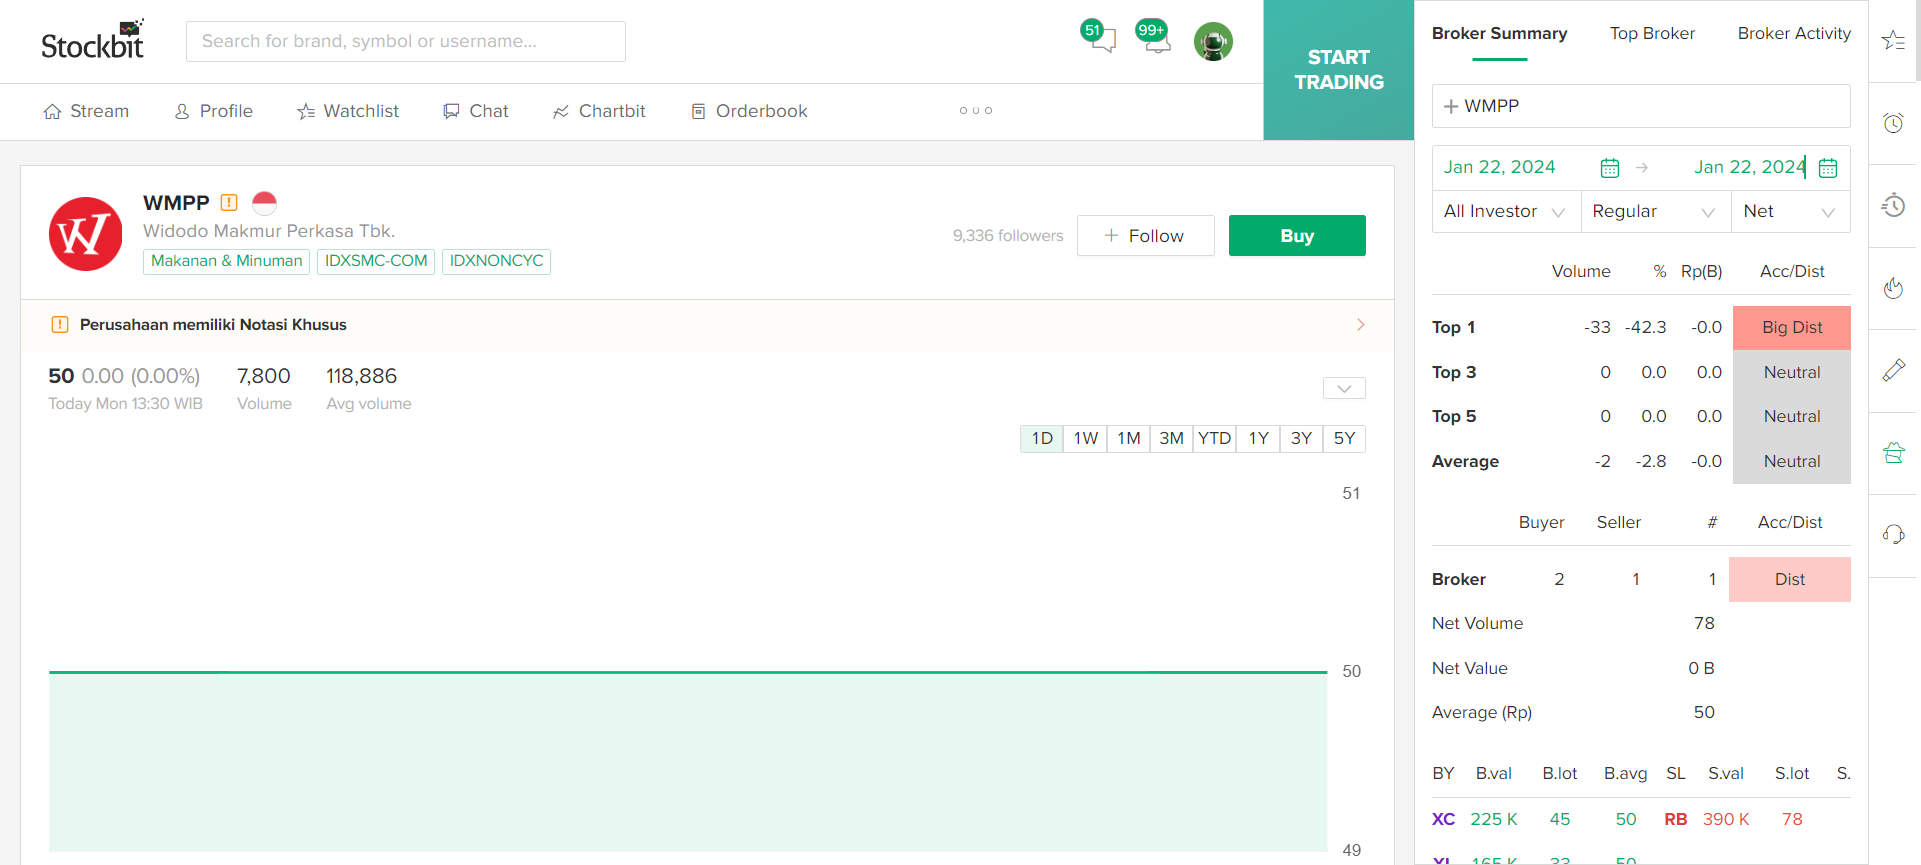 Stockbit
Search for brand, symbol or username...
51
99+
START
TRADING
Stream
Profile
Watchlist
Chat
Chartbit
Orderbook
WMPP
Widodo Makmur Perkasa Tbk.
Makanan & Minuman
IDXSMC-COM
IDXNONCYC
9,336 followers
+ Follow
Buy
Perusahaan memiliki Notasi Khusus
50 0.00 (0.00%)
Today Mon 13:30 WIB
7,800
Volume
118,886
Avg volume
1D 1W 1M 3M YTD 1Y 3Y 5Y
51
50
49
Broker Summary
Top Broker
Broker Activity
+ WMPP
Jan 22, 2024 → Jan 22, 2024
All Investor
Regular
Net
Volume % Rp(B) Acc/Dist
Top 1 -33 -42.3 -0.0 Big Dist
Top 3 0 0.0 0.0 Neutral
Top 5 0 0.0 0.0 Neutral
Average -2 -2.8 -0.0 Neutral
Buyer Seller # Acc/Dist
Broker 2 1 1 Dist
Net Volume 78
Net Value 0 B
Average (Rp) 50
BY B.val B.lot B.avg SL S.val S.lot S.
XC 225 K 45 50 RB 390 K 78
165 K 33 50